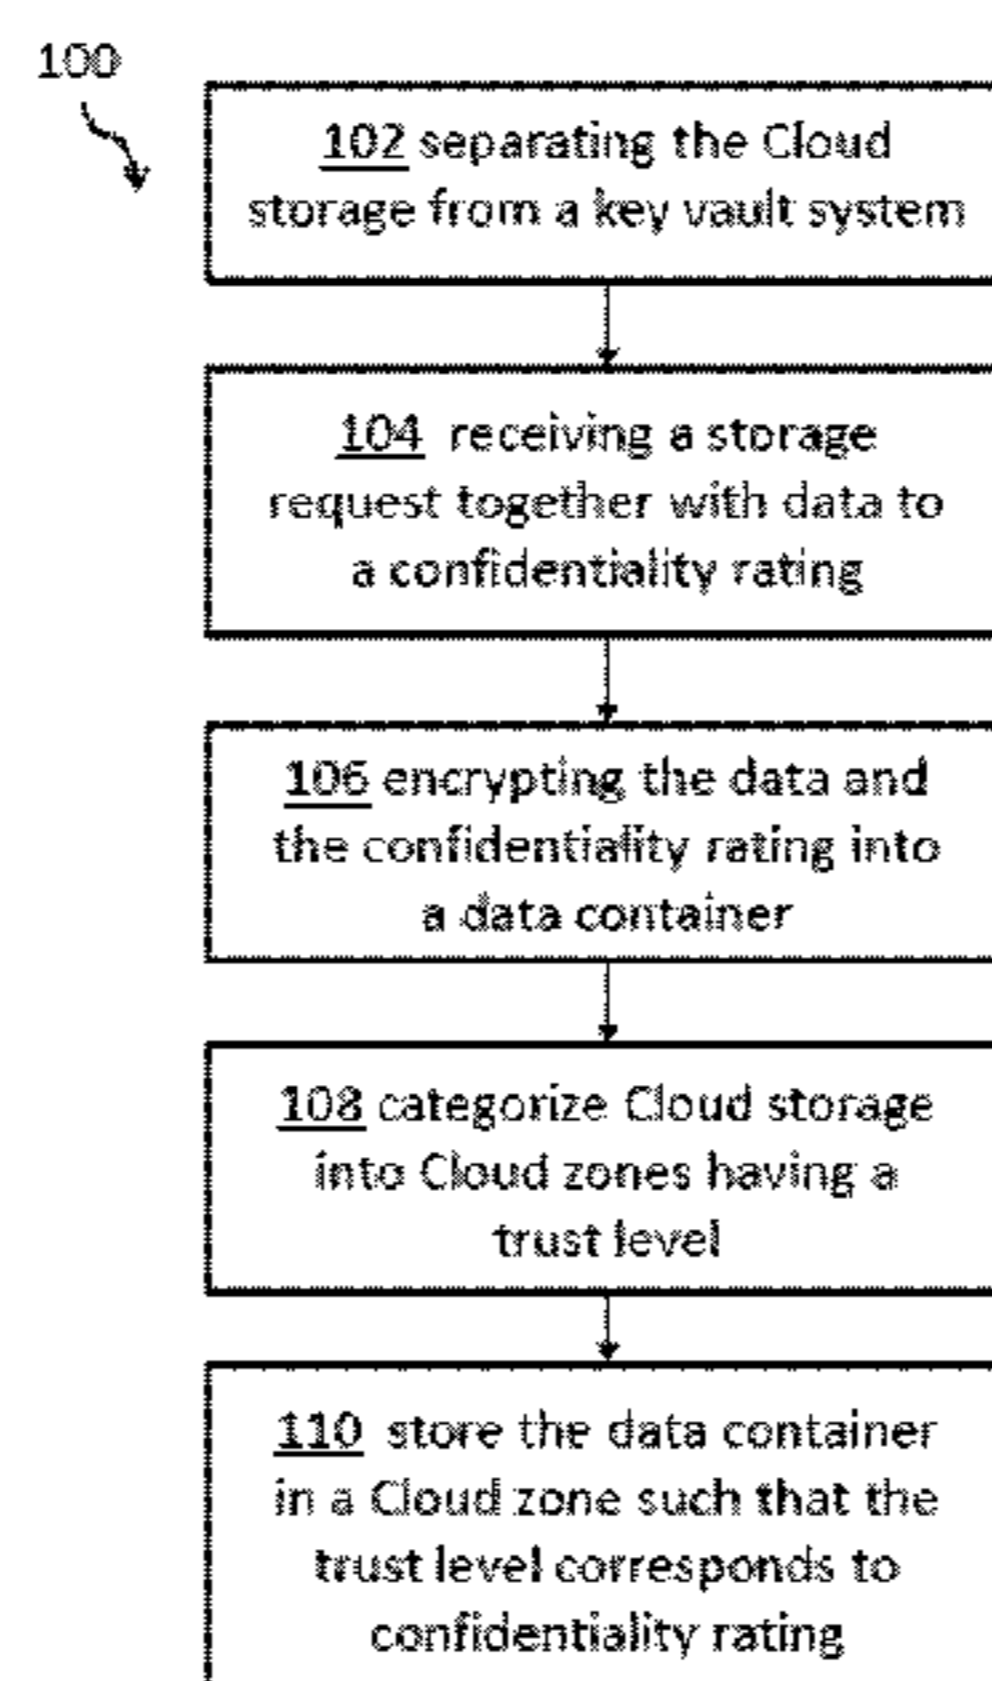 100
102 separating the Cloud
storage from a key vault system
104 receiving a storage
request together with data to
a confidentiality rating
106 encrypting the data and
the confidentiality rating into
a data container
108 categorize Cloud storage
into Cloud zones having a
trust level
110 store the data container
in a Cloud zone such that the
trust level corresponds to
confidentiality rating